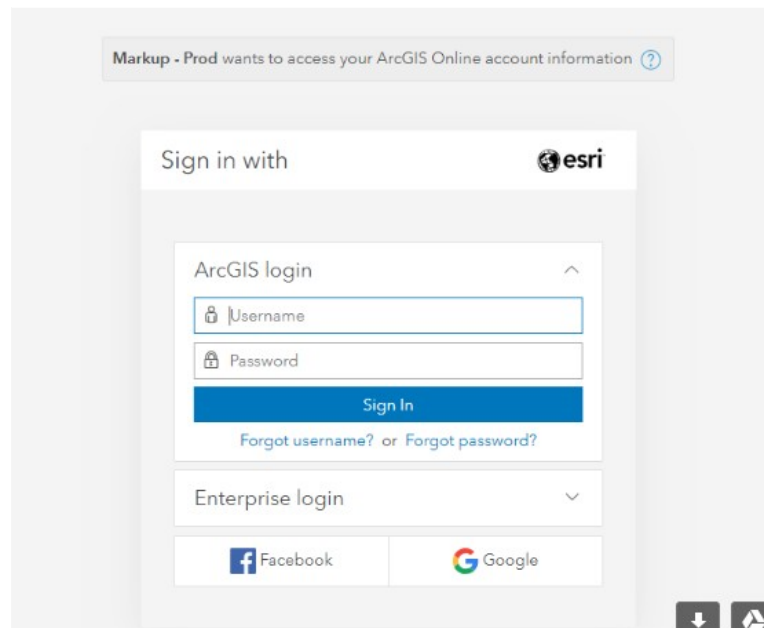 Markup - Prod wants to access your ArcGIS Online account information ?
Sign in with
esri
ArcGIS login
Username
Password
Sign In
Forgot username? or Forgot password?
Enterprise login
Facebook
Google